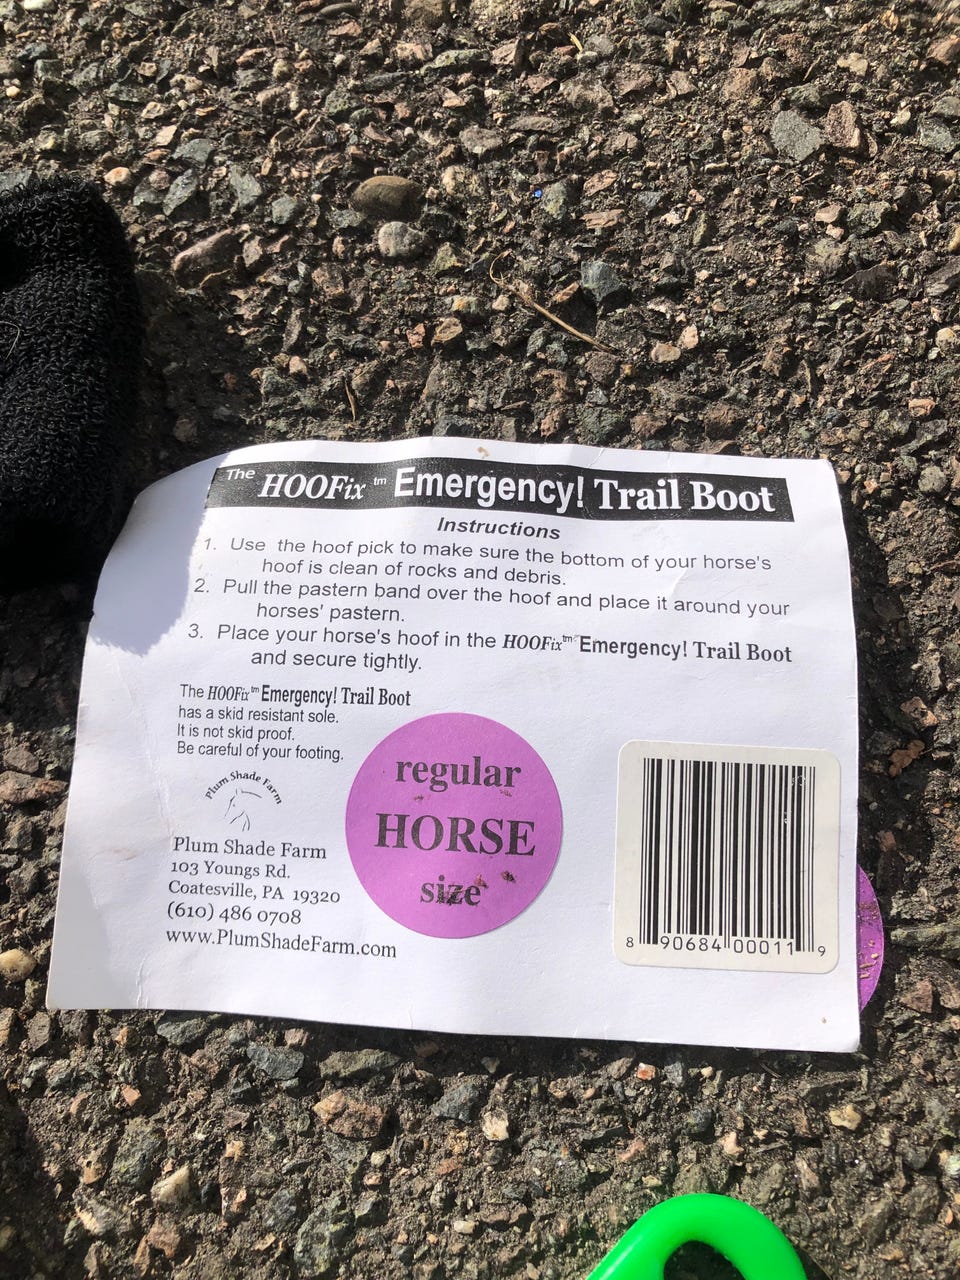 The HOOFix tm Emergency! Trail Boot
Instructions
1. Use the hoof pick to make sure the bottom of your horse's
hoof is clean of rocks and debris.
2. Pull the pastern band over the hoof and place it around your
horses' pastern.
3. Place your horse's hoof in the HOOFix tm Emergency! Trail Boot
and secure tightly.
The HOOFix tm Emergency! Trail Boot
has a skid resistant sole.
It is not skid proof.
Be careful of your footing.
Plum Shade Farm
Plum Shade Farm
103 Youngs Rd.
Coatesville, PA 19320
(610) 486 0708
www.PlumShadeFarm.com
regular
HORSE
size
8 90684 00011 9